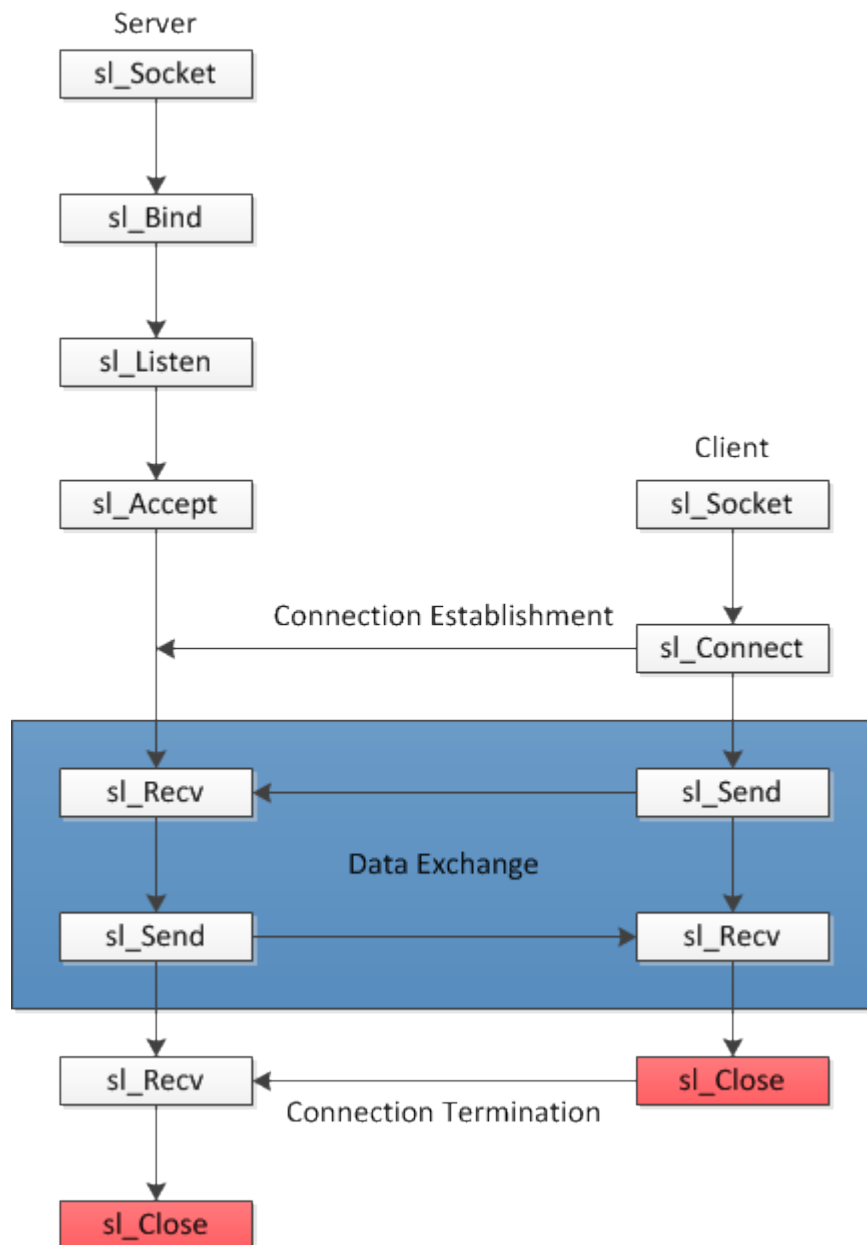 Server
sl_Socket
sl_Bind
sl_Listen
Client
sl_Accept
sl_Socket
Connection Establishment
sl_Connect
sl_Recv
sl_Send
Data Exchange
sl_Send
sl_Recv
sl_Recv
sl_Close
Connection Termination
sl_Close